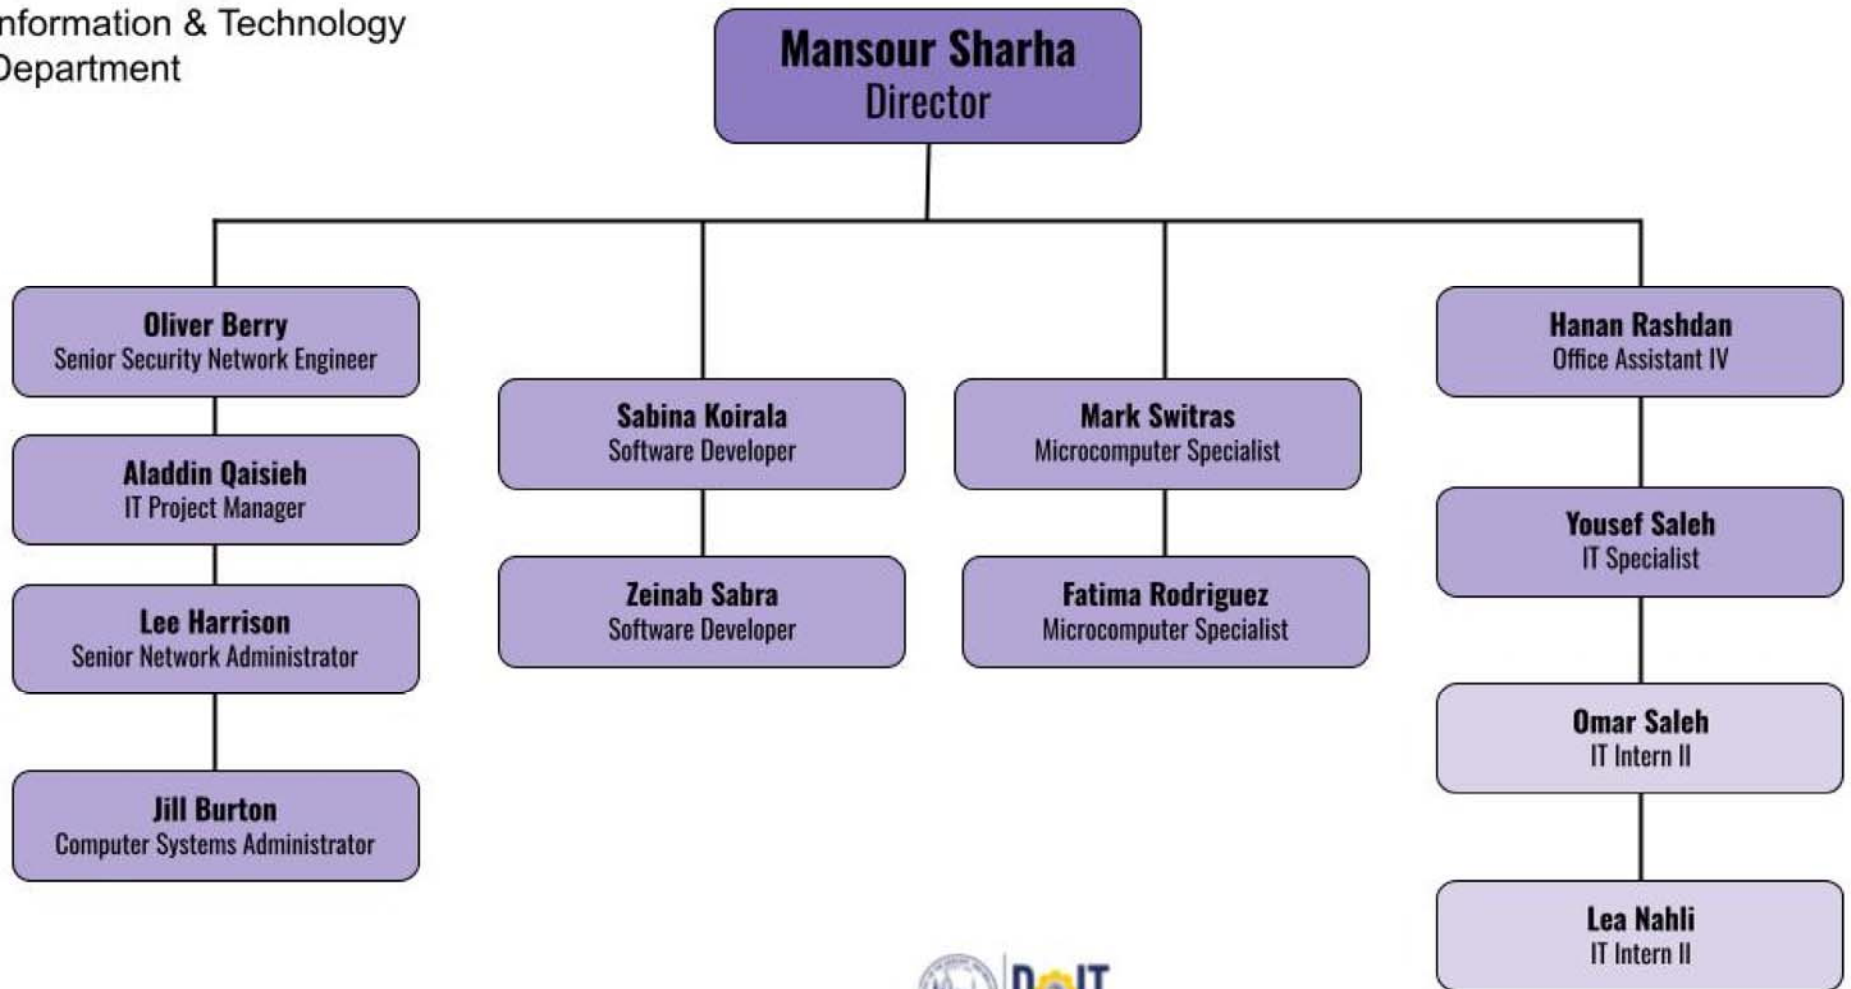 nformation & Technology
Department
Mansour Sharha
Director
Oliver Berry
Senior Security Network Engineer
Aladdin Qaisieh
IT Project Manager
Lee Harrison
Senior Network Administrator
Jill Burton
Computer Systems Administrator
Sabina Koirala
Software Developer
Zeinab Sabra
Software Developer
Mark Switras
Microcomputer Specialist
Fatima Rodriguez
Microcomputer Specialist
Hanan Rashdan
Office Assistant IV
Yousef Saleh
IT Specialist
Omar Saleh
IT Intern II
Lea Nahli
IT Intern II
DoIT